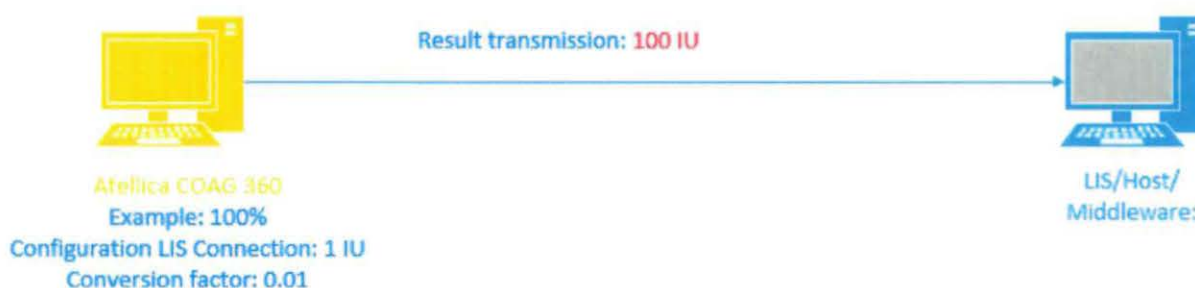 Result transmission: 100 IU
Atellica COAG 360
Example: 100%
Configuration LIS Connection: 1 IU
Conversion factor: 0.01
LIS/Host/
Middleware: